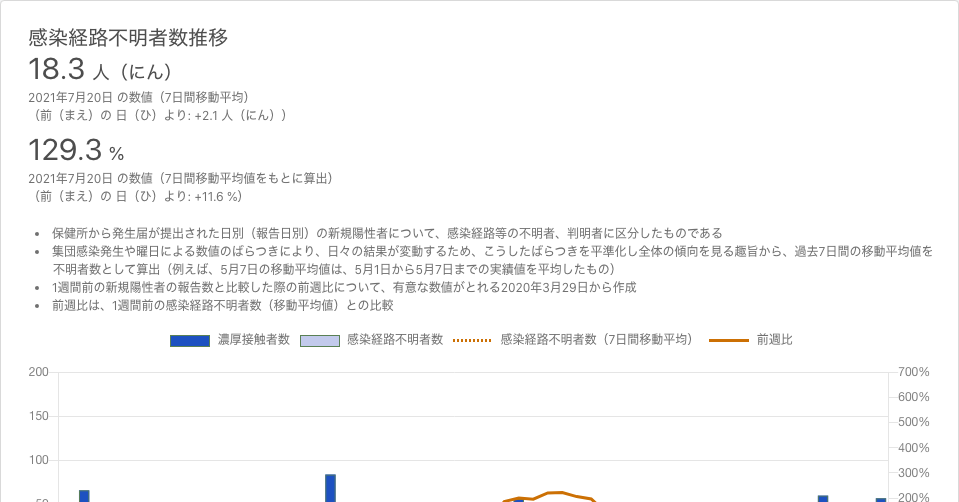 感染経路不明者数推移
18.3 人（にん）
2021年7月20日 の数値（7日間移動平均）
（前（まえ）の 日（ひ）より: +2.1 人（にん））
129.3 %
2021年7月20日 の数値（7日間移動平均値をもとに算出）
（前（まえ）の 日（ひ）より: +11.6 %）
• 保健所から発生届が提出された日別（報告日別）の新規陽性者について、感染経路等の不明者、判明者に区分したものである
• 集団感染発生や曜日による数値のばらつきにより、日々の結果が変動するため、こうしたばらつきを平準化し全体の傾向を見る趣旨から、過去7日間の移動平均値を
不明者数として算出（例えば、5月7日の移動平均値は、5月1日から5月7日までの実績値を平均したもの）
• 1週間前の新規陽性者の報告数と比較した際の前週比について、有意な数値がとれる2020年3月29日から作成
• 前週比は、1週間前の感染経路不明者数（移動平均値）との比較
濃厚接触者数 感染経路不明者数 感染経路不明者数（7日間移動平均） 前週比
200 700%
600%
150 500%
400%
100 300%
50 200%